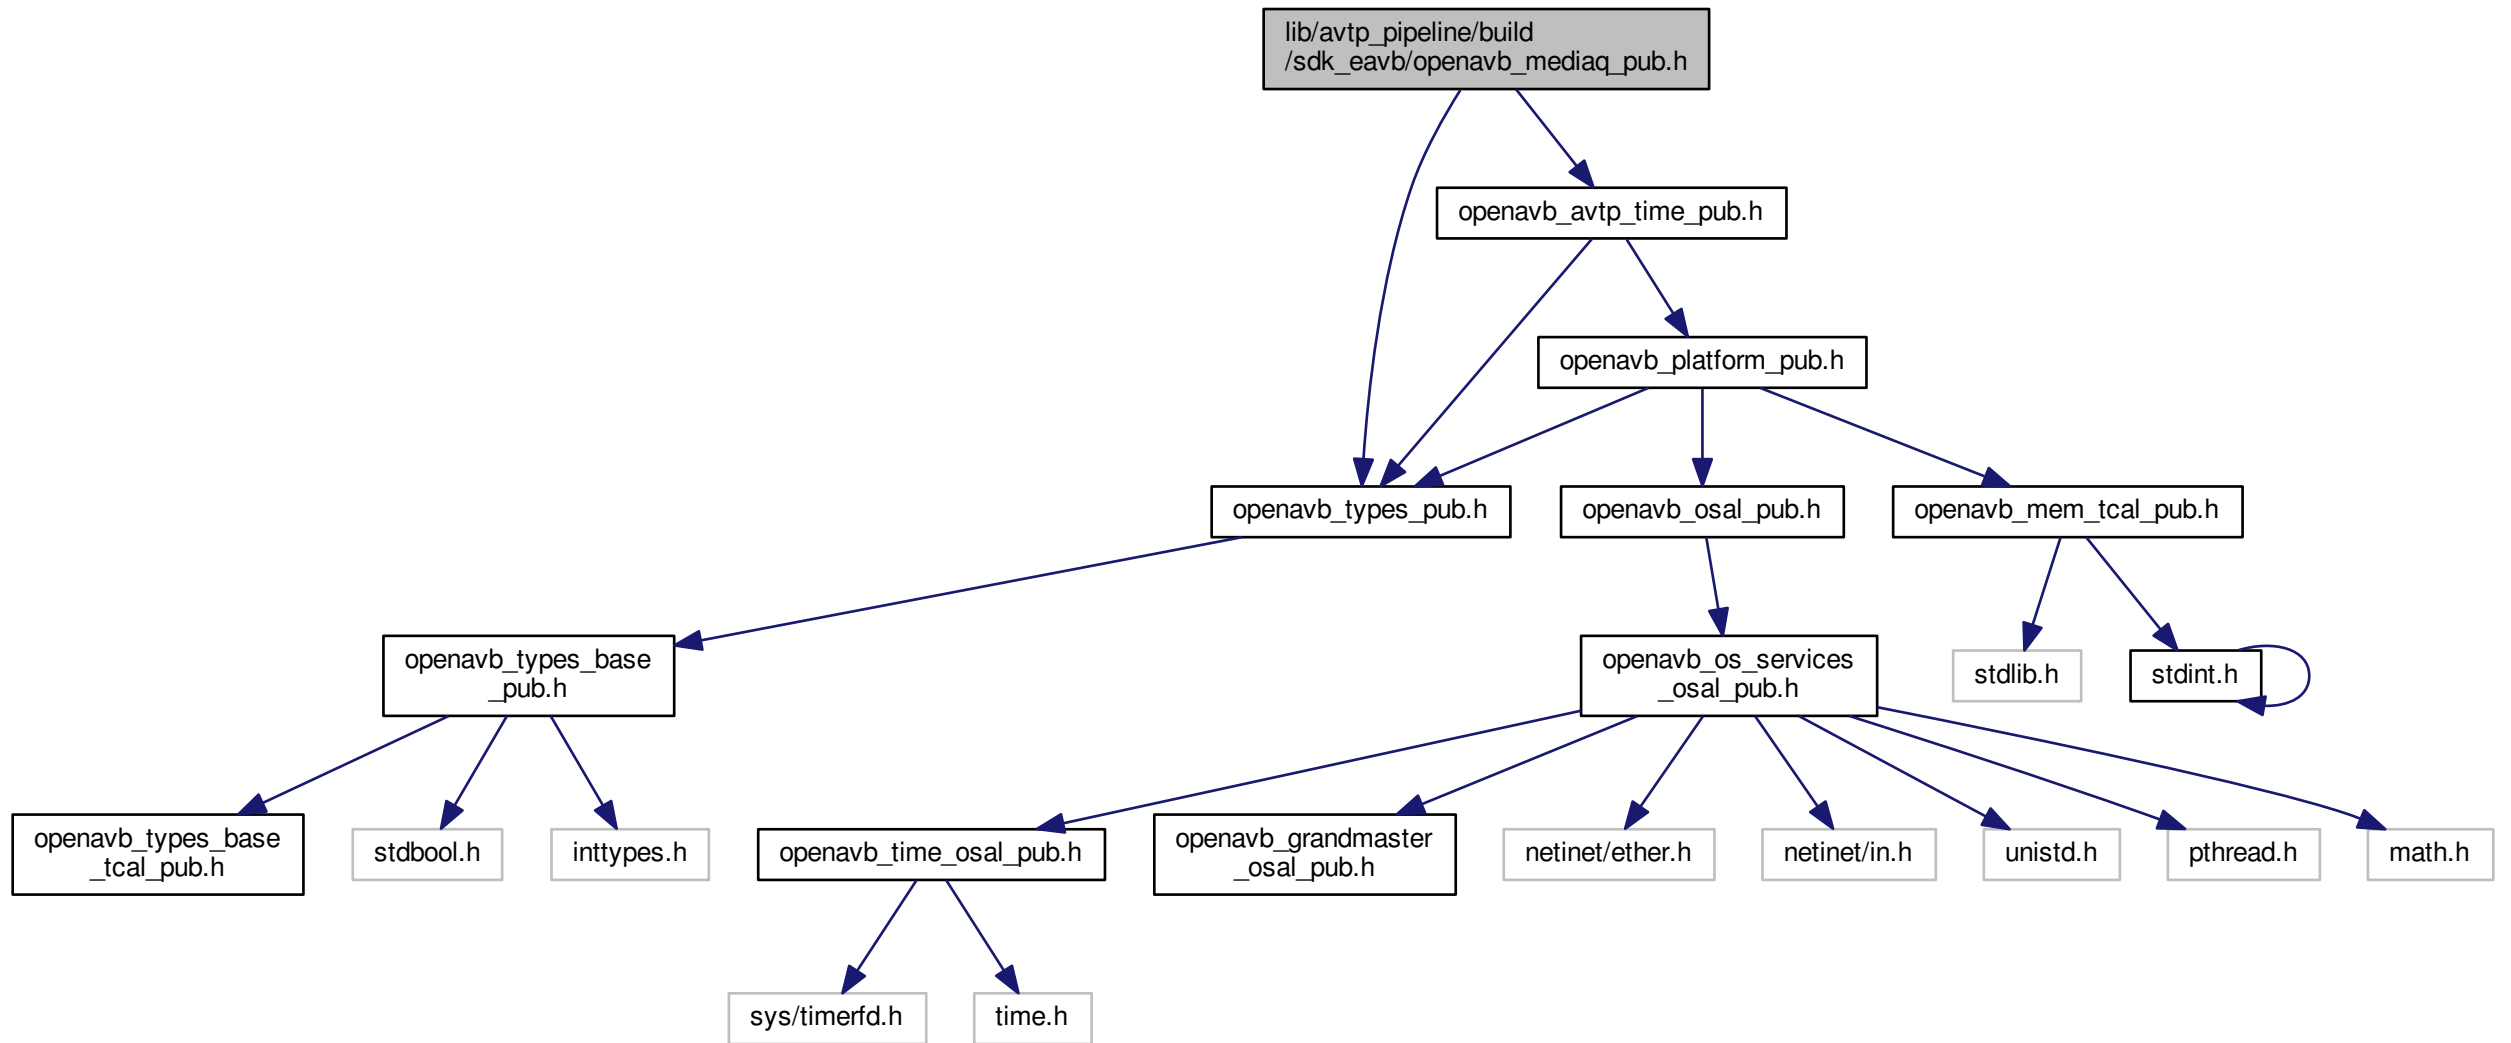 lib/avtp_pipeline/build
/sdk_eavb/openavb_mediaq_pub.h
openavb_avtp_time_pub.h
openavb_platform_pub.h
openavb_types_pub.h
openavb_osal_pub.h
openavb_mem_tcal_pub.h
openavb_types_base
_pub.h
openavb_os_services
_osal_pub.h
stdlib.h
stdint.h
openavb_types_base
_tcal_pub.h
stdbool.h
inttypes.h
openavb_time_osal_pub.h
openavb_grandmaster
_osal_pub.h
netinet/ether.h
netinet/in.h
unistd.h
pthread.h
math.h
sys/timerfd.h
time.h